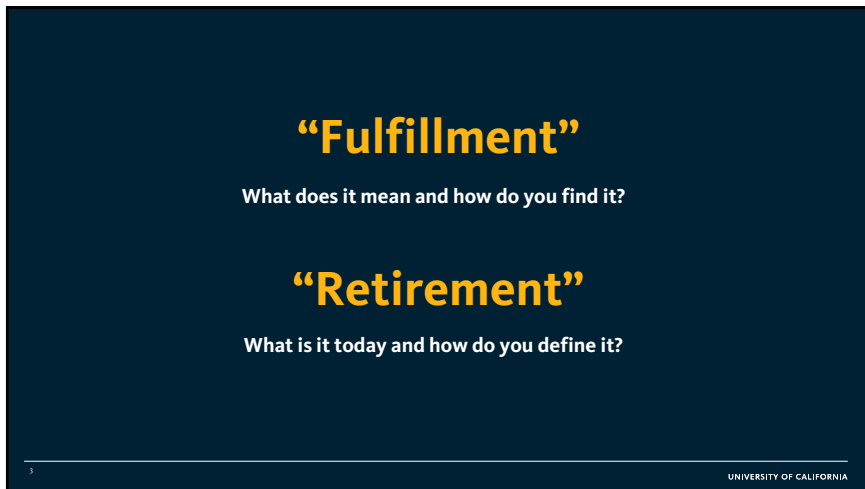 “Fulfillment”
What does it mean and how do you find it?
“Retirement”
What is it today and how do you define it?
3
UNIVERSITY OF CALIFORNIA